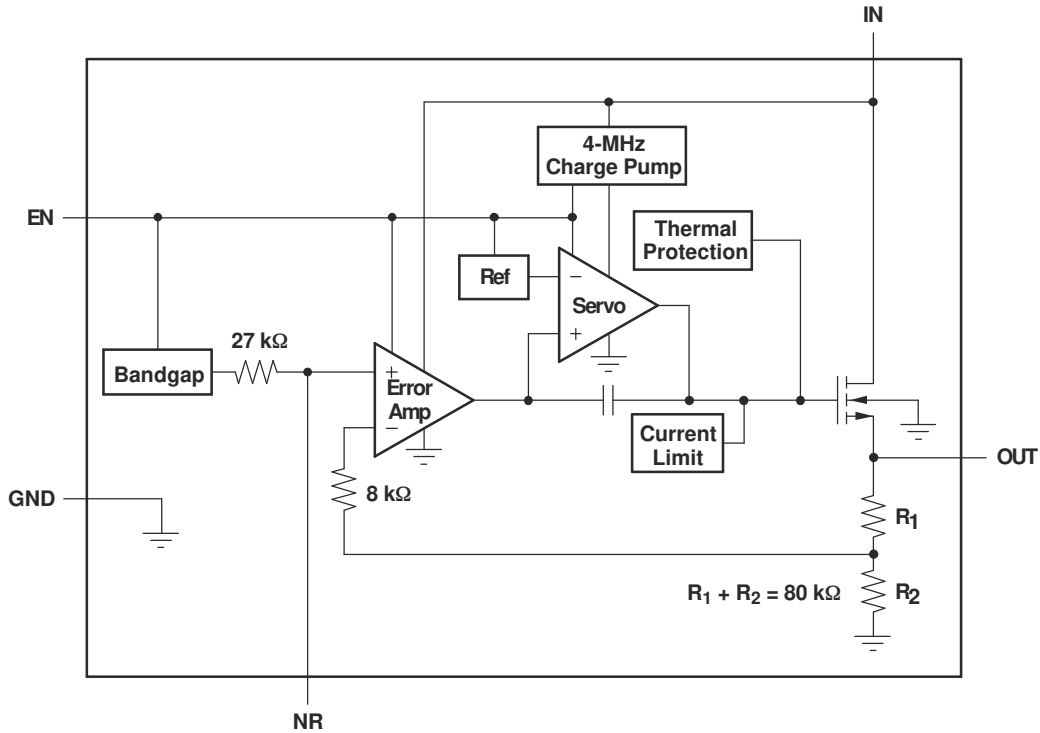 IN
4-MHz
Charge Pump
EN
Thermal
Protection
Ref
−
Servo
+
27 kΩ
Bandgap
+
Error
Amp
−
Current
Limit
OUT
GND
8 kΩ
R1
R1 + R2 = 80 kΩ
R2
NR